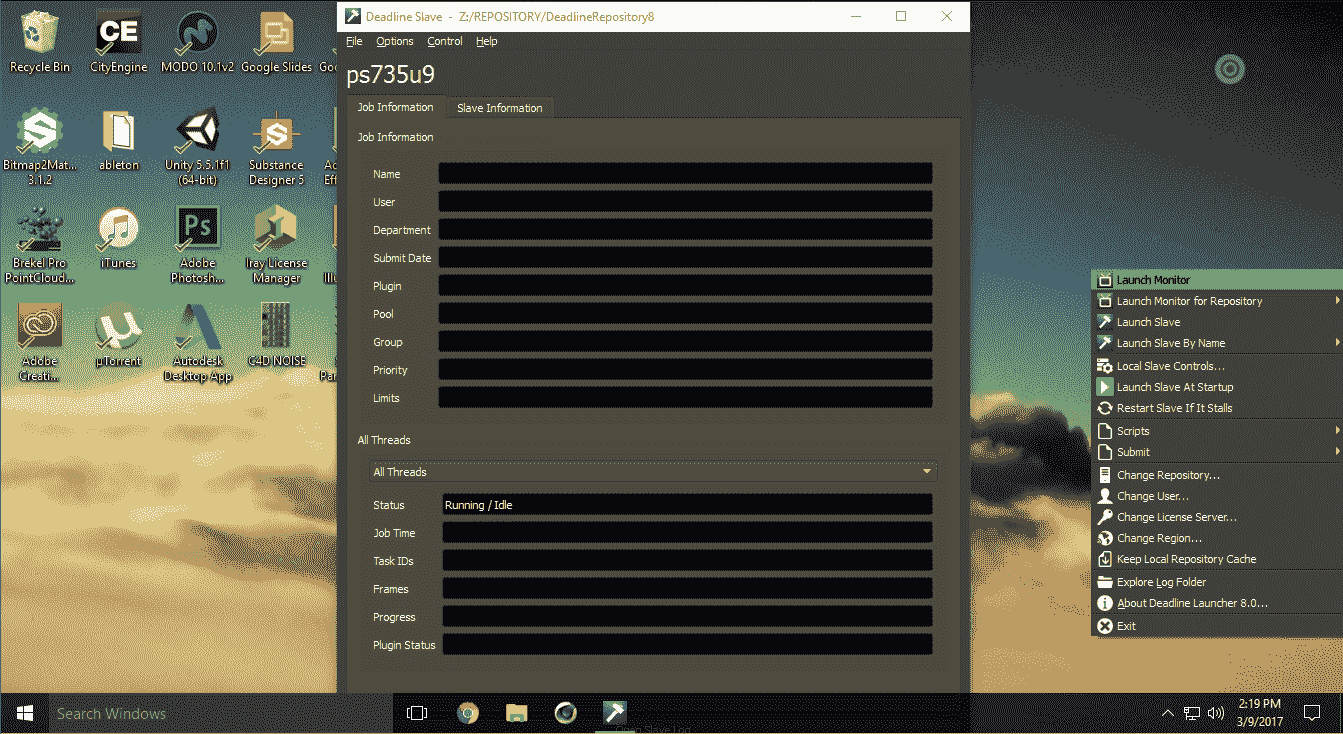 Deadline Slave - Z:/REPOSITORY/DeadlineRepository8
File Options Control Help
ps735u9
Job Information Slave Information
Job Information
Name
User
Department
Submit Date
Plugin
Pool
Group
Priority
Limits
All Threads
All Threads
Status Running / Idle
Job Time
Task IDs
Frames
Progress
Plugin Status
Recycle Bin
CE
CityEngine
MODO 10.1v2
Google Slides
Goo
Bitmap2Mat...
3.1.2
ableton
Unity 5.5.1f1
(64-bit)
Substance
Designer 5
Brekel Pro
PointCloud...
iTunes
Ps
Adobe
Photosh...
Iray License
Manager
Adobe
Creati...
µTorrent
Autodesk
Desktop App
C4D NOISE
Launch Monitor
Launch Monitor for Repository
Launch Slave
Launch Slave By Name
Local Slave Controls...
Launch Slave At Startup
Restart Slave If It Stalls
Scripts
Submit
Change Repository...
Change User...
Change License Server...
Change Region...
Keep Local Repository Cache
Explore Log Folder
About Deadline Launcher 8.0...
Exit
Search Windows
2:19 PM
3/9/2017